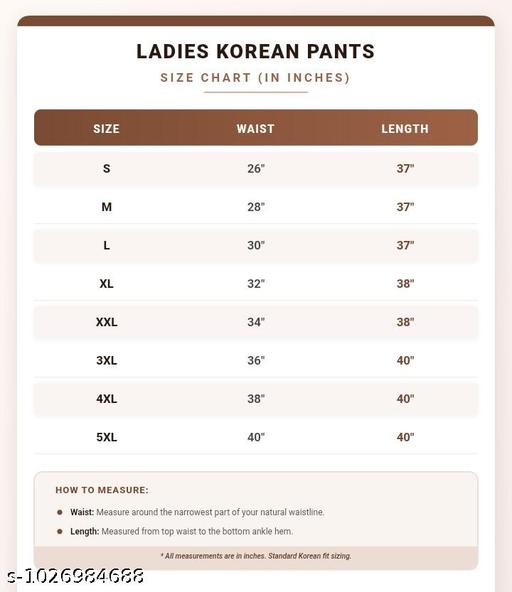 LADIES KOREAN PANTS
SIZE CHART (IN INCHES)
SIZE WAIST LENGTH
S 26" 37"
M 28" 37"
L 30" 37"
XL 32" 38"
XXL 34" 38"
3XL 36" 40"
4XL 38" 40"
5XL 40" 40"
HOW TO MEASURE:
Waist: Measure around the narrowest part of your natural waistline.
Length: Measured from top waist to the bottom ankle hem.
* All measurements are in inches. Standard Korean fit sizing.
s-1026984688